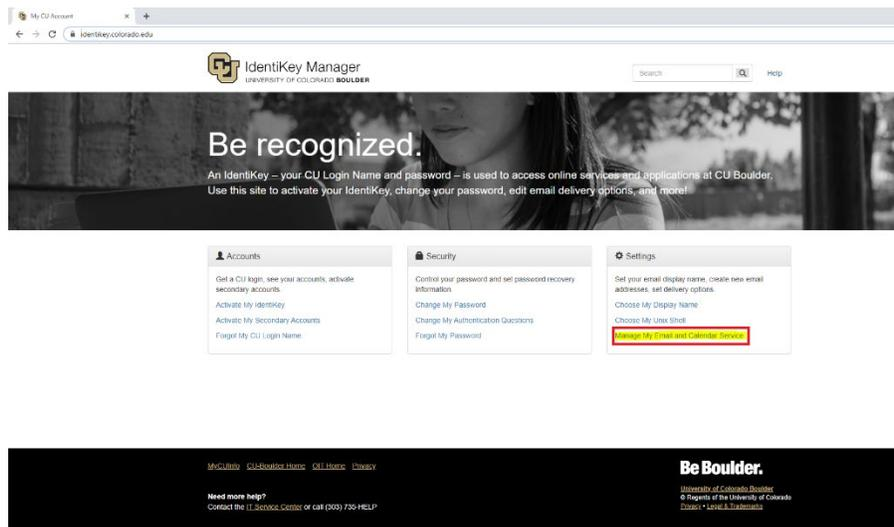 My CU Account
identikey.colorado.edu
CU
IdentiKey Manager
UNIVERSITY OF COLORADO BOULDER
Search
Help
Be recognized.
An IdentiKey – your CU Login Name and password – is used to access online services and applications at CU Boulder.
Use this site to activate your IdentiKey, change your password, edit email delivery options, and more!
Accounts
Get a CU login, see your accounts, activate
secondary accounts.
Activate My IdentiKey
Activate My Secondary Accounts
Forgot My CU Login Name
Security
Control your password and set password recovery
information.
Change My Password
Change My Authentication Questions
Forgot My Password
Settings
Set your email display name, create new email
addresses, set delivery options.
Choose My Display Name
Choose My Unix Shell
Manage My Email and Calendar Service
MyCUInfo CU-Boulder Home OIT Home Privacy
Need more help?
Contact the IT Service Center or call (303) 735-HELP
Be Boulder.
University of Colorado Boulder
© Regents of the University of Colorado
Privacy • Legal & Trademarks